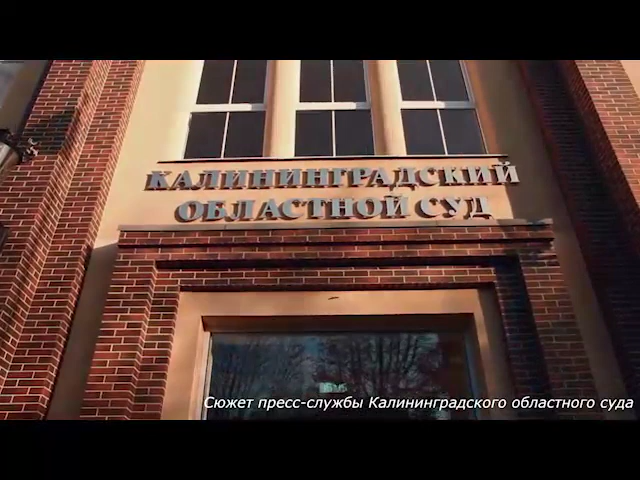 КАЛИНИНГРАДСКИЙ
ОБЛАСТНОЙ СУД
Сюжет пресс-службы Калининградского областного суда